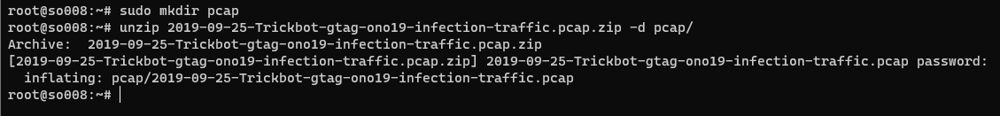 root@so008:~# sudo mkdir pcap
root@so008:~# unzip 2019-09-25-Trickbot-gtag-ono19-infection-traffic.pcap.zip -d pcap/
Archive:  2019-09-25-Trickbot-gtag-ono19-infection-traffic.pcap.zip
[2019-09-25-Trickbot-gtag-ono19-infection-traffic.pcap.zip] 2019-09-25-Trickbot-gtag-ono19-infection-traffic.pcap password:
  inflating: pcap/2019-09-25-Trickbot-gtag-ono19-infection-traffic.pcap
root@so008:~#